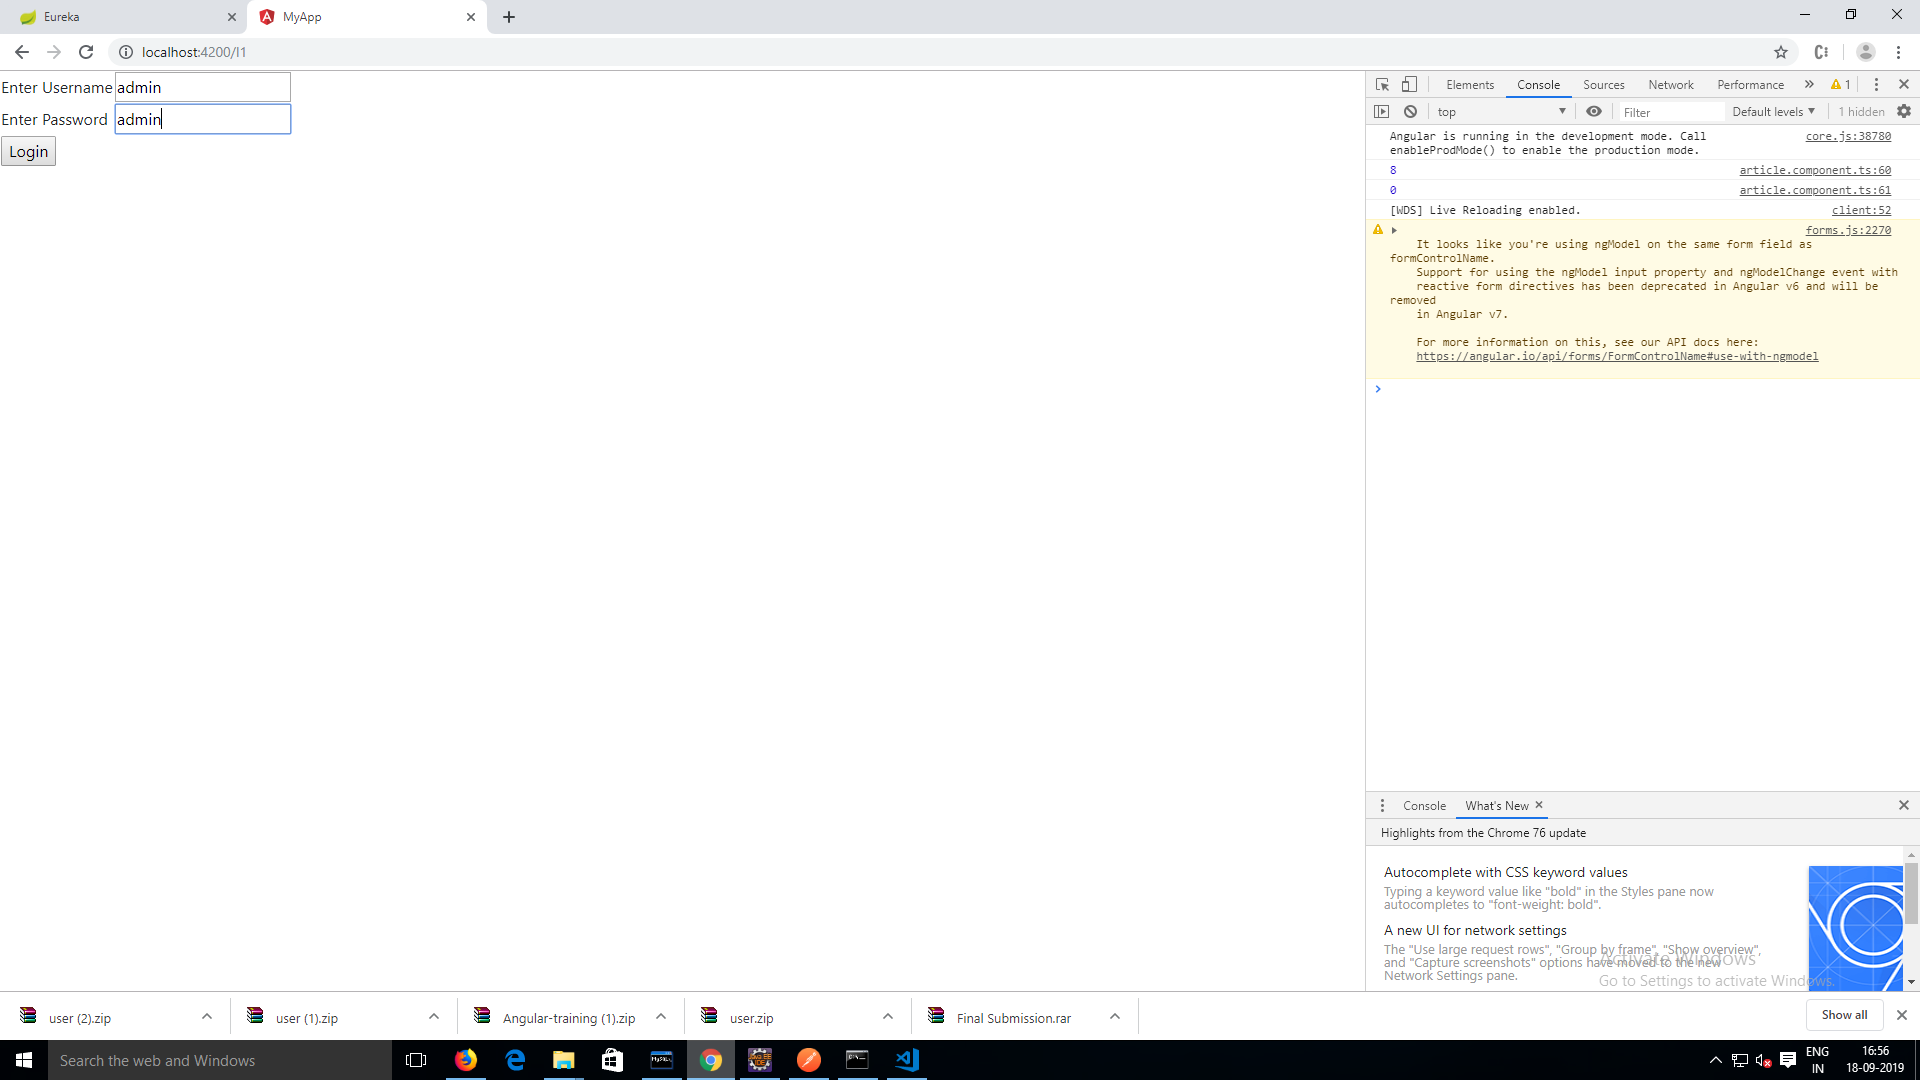 Eureka
MyApp
localhost:4200/l1
Enter Username admin
Enter Password admin
Login
Elements Console Sources Network Performance 1
top Filter Default levels 1 hidden
Angular is running in the development mode. Call core.js:38780
enableProdMode() to enable the production mode.
8 article.component.ts:60
0 article.component.ts:61
[WDS] Live Reloading enabled. client:52
forms.js:2270
It looks like you're using ngModel on the same form field as
formControlName.
Support for using the ngModel input property and ngModelChange event with
reactive form directives has been deprecated in Angular v6 and will be
removed
in Angular v7.
For more information on this, see our API docs here:
https://angular.io/api/forms/FormControlName#use-with-ngmodel
Console What's New
Highlights from the Chrome 76 update
Autocomplete with CSS keyword values
Typing a keyword value like "bold" in the Styles pane now
autocompletes to "font-weight: bold".
A new UI for network settings
The "Use large request rows", "Group by frame", "Show overview",
and "Capture screenshots" options have moved to the new
Network Settings pane.
Activate Windows
Go to Settings to activate Windows.
user (2).zip
user (1).zip
Angular-training (1).zip
user.zip
Final Submission.rar
Show all
Search the web and Windows
ENG
IN
16:56
18-09-2019